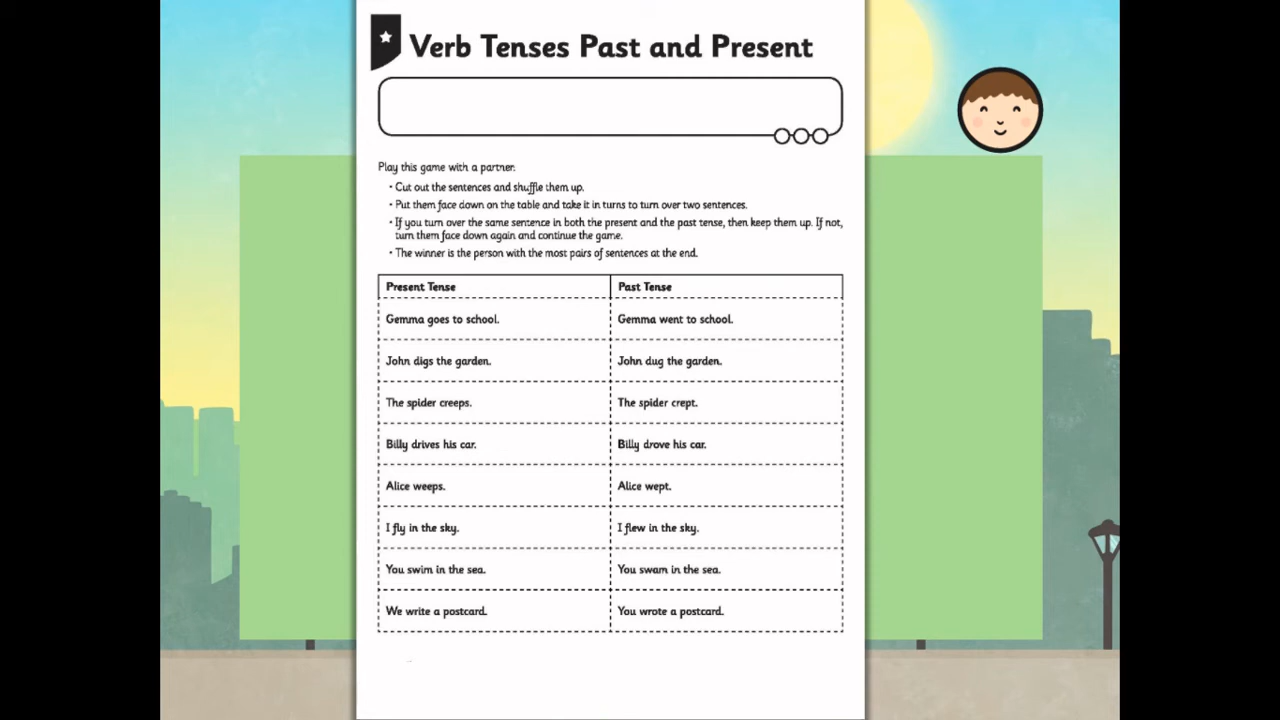 Verb Tenses Past and Present
Play this game with a partner.
• Cut out the sentences and shuffle them up.
• Put them face down on the table and take it in turns to turn over two sentences.
• If you turn over the same sentence in both the present and the past tense, then keep them up. If not,
turn them face down again and continue the game.
• The winner is the person with the most pairs of sentences at the end.
Present Tense Past Tense
Gemma goes to school. Gemma went to school.
John digs the garden. John dug the garden.
The spider creeps. The spider crept.
Billy drives his car. Billy drove his car.
Alice weeps. Alice wept.
I fly in the sky. I flew in the sky.
You swim in the sea. You swam in the sea.
We write a postcard. You wrote a postcard.